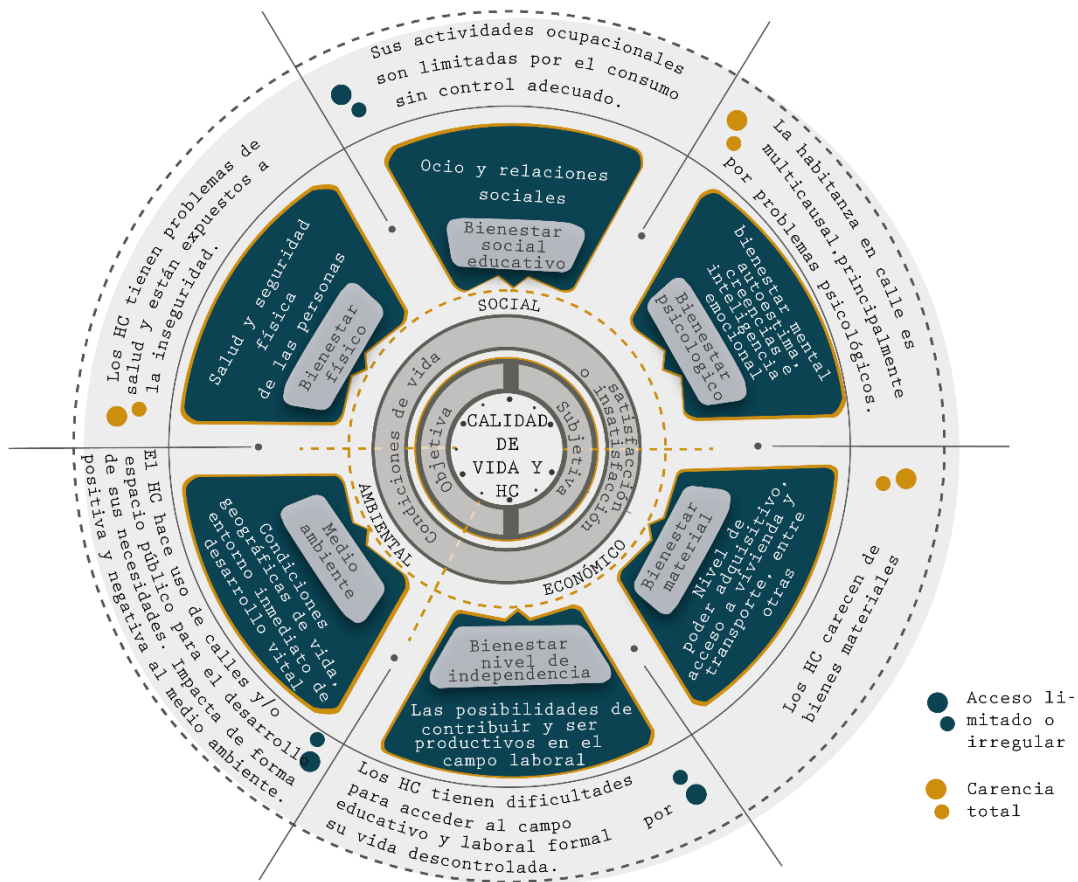 Sus actividades ocupacionales
son limitadas por el consumo
sin control adecuado.
Ocio y relaciones
sociales
Bienestar
social
educativo
La habitanza en calle es
multicausal,principalmente
por problemas psicológicos.
bienestar mental
autoestima,
creencias e
inteligencia
emocional
Bienestar
psicologico
Los HC carecen de
bienes materiales
Nivel de
poder adquisitivo,
acceso a vivienda y
transporte, entre
otras
Bienestar
material
Bienestar
nivel de
independencia
Las posibilidades de
contribuir y ser
productivos en el
campo laboral
Los HC tienen dificultades
para acceder al campo
educativo y laboral formal por
su vida descontrolada.
El HC hace uso de calles y/o
espacio público para el desarrollo
de sus necesidades. Impacta de forma
positiva y negativa al medio ambiente.
Medio
ambiente
Condiciones
geográficas de vida,
entorno inmediato de
desarrollo vital
Los HC tienen problemas de
salud y están expuestos a
la inseguridad.
Salud y seguridad
física
de las personas
Bienestar
físico
SOCIAL
AMBIENTAL
ECONÓMICO
Condiciones de vida
satisfacción o
insatisfacción
Objetiva
Subjetiva
CALIDAD
DE
VIDA Y
HC
Acceso li-
mitado o
irregular
Carencia
total